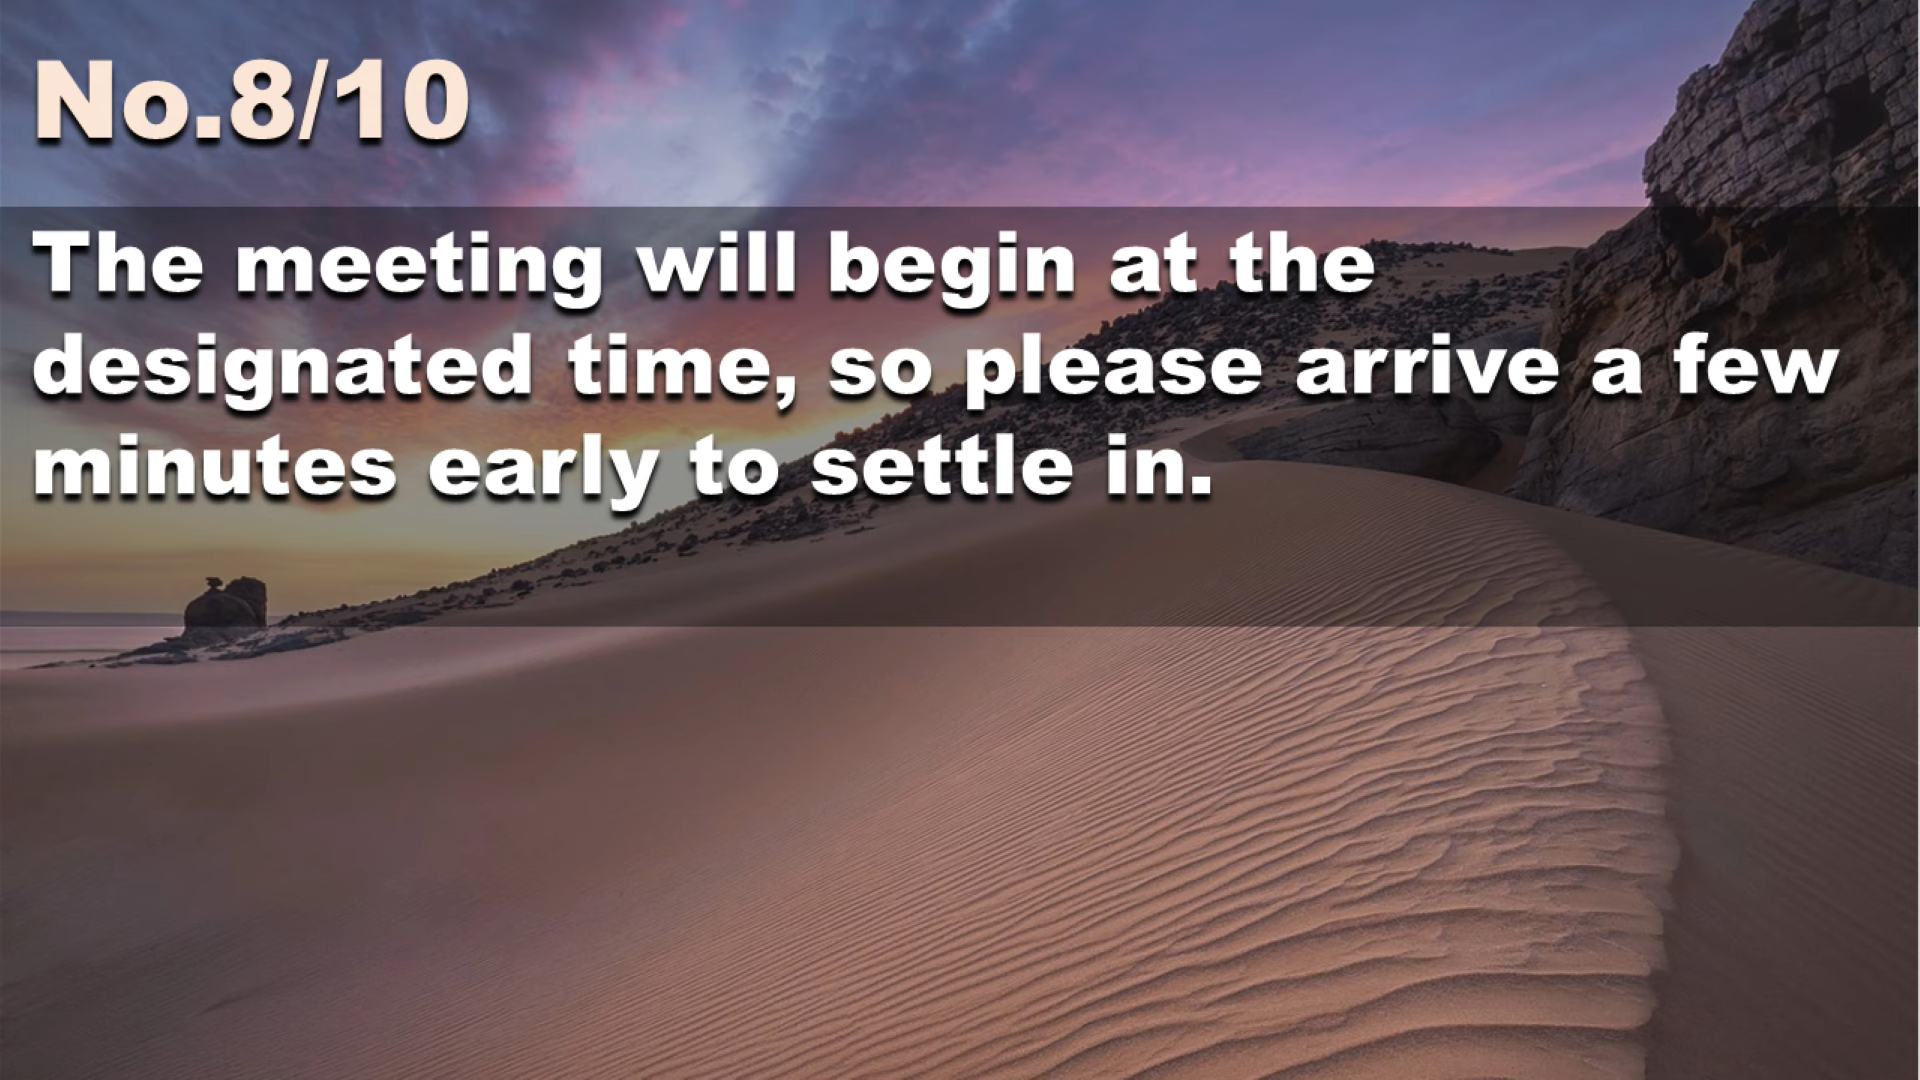 No.8/10
The meeting will begin at the
designated time, so please arrive a few
minutes early to settle in.